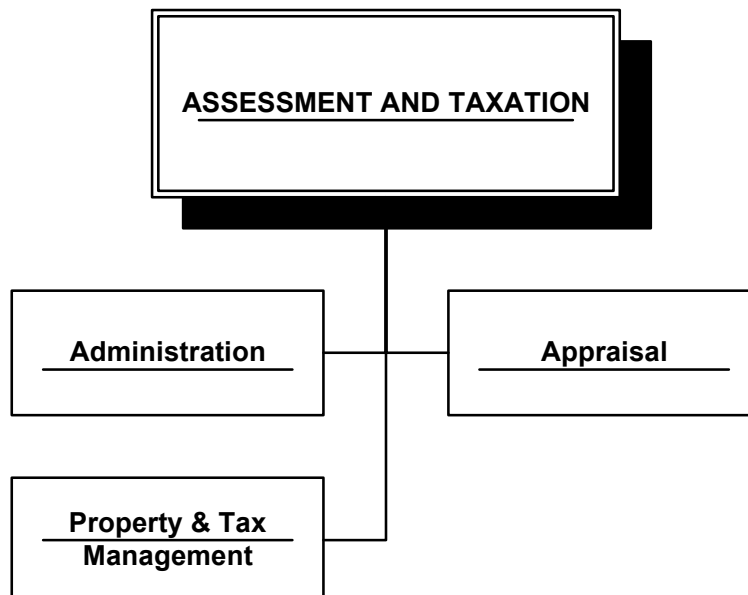 ASSESSMENT AND TAXATION
Administration
Appraisal
Property & Tax
Management